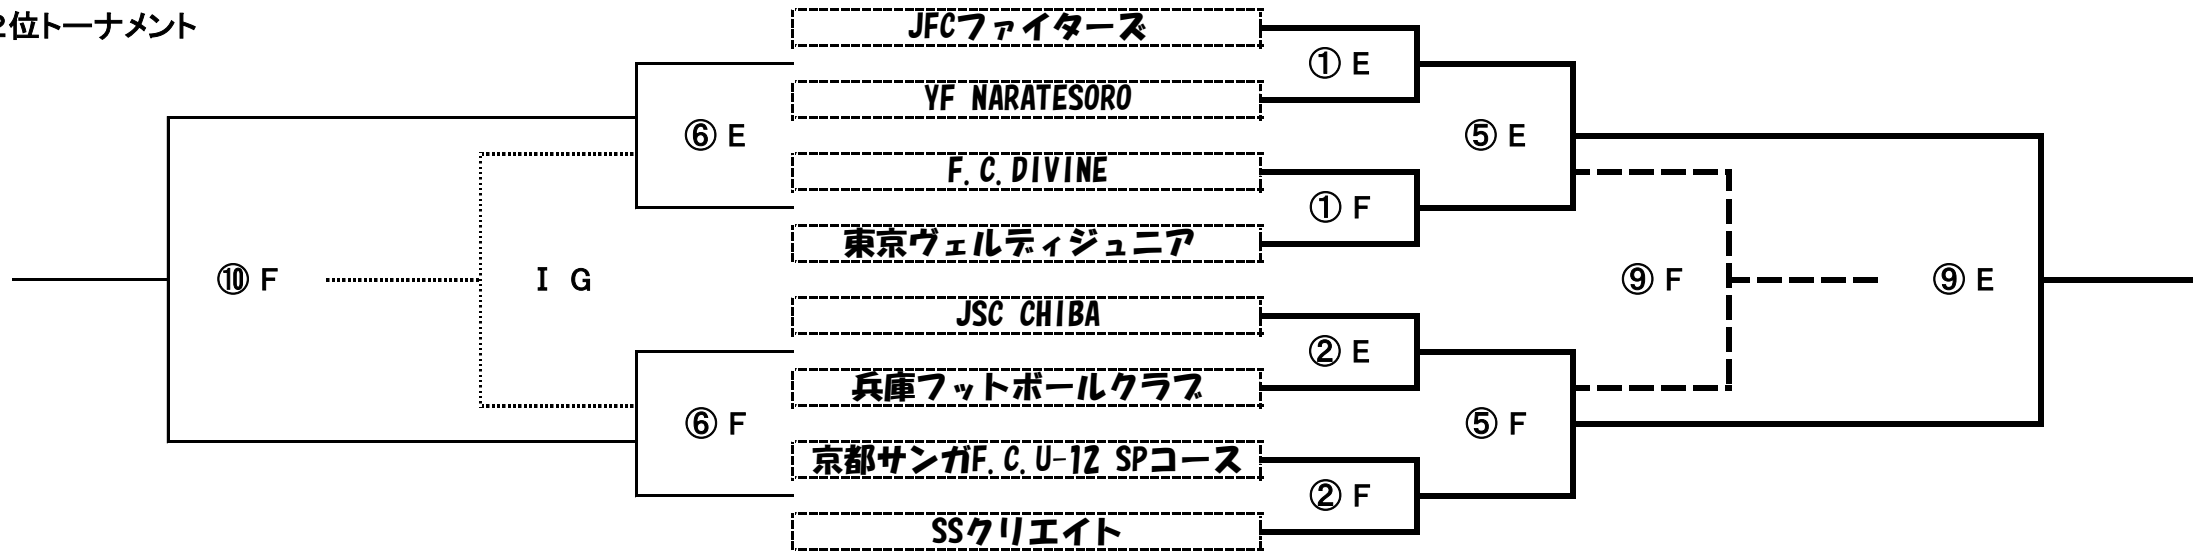 2位トーナメント
JFCファイターズ
① E
YF NARATESORO
⑥ E
⑤ E
F.C.DIVINE
① F
東京ヴェルディジュニア
⑩ F
I G
⑨ F
⑨ E
JSC CHIBA
② E
兵庫フットボールクラブ
⑥ F
⑤ F
京都サンガF.C.U-12 SPコース
② F
SSクリエイト